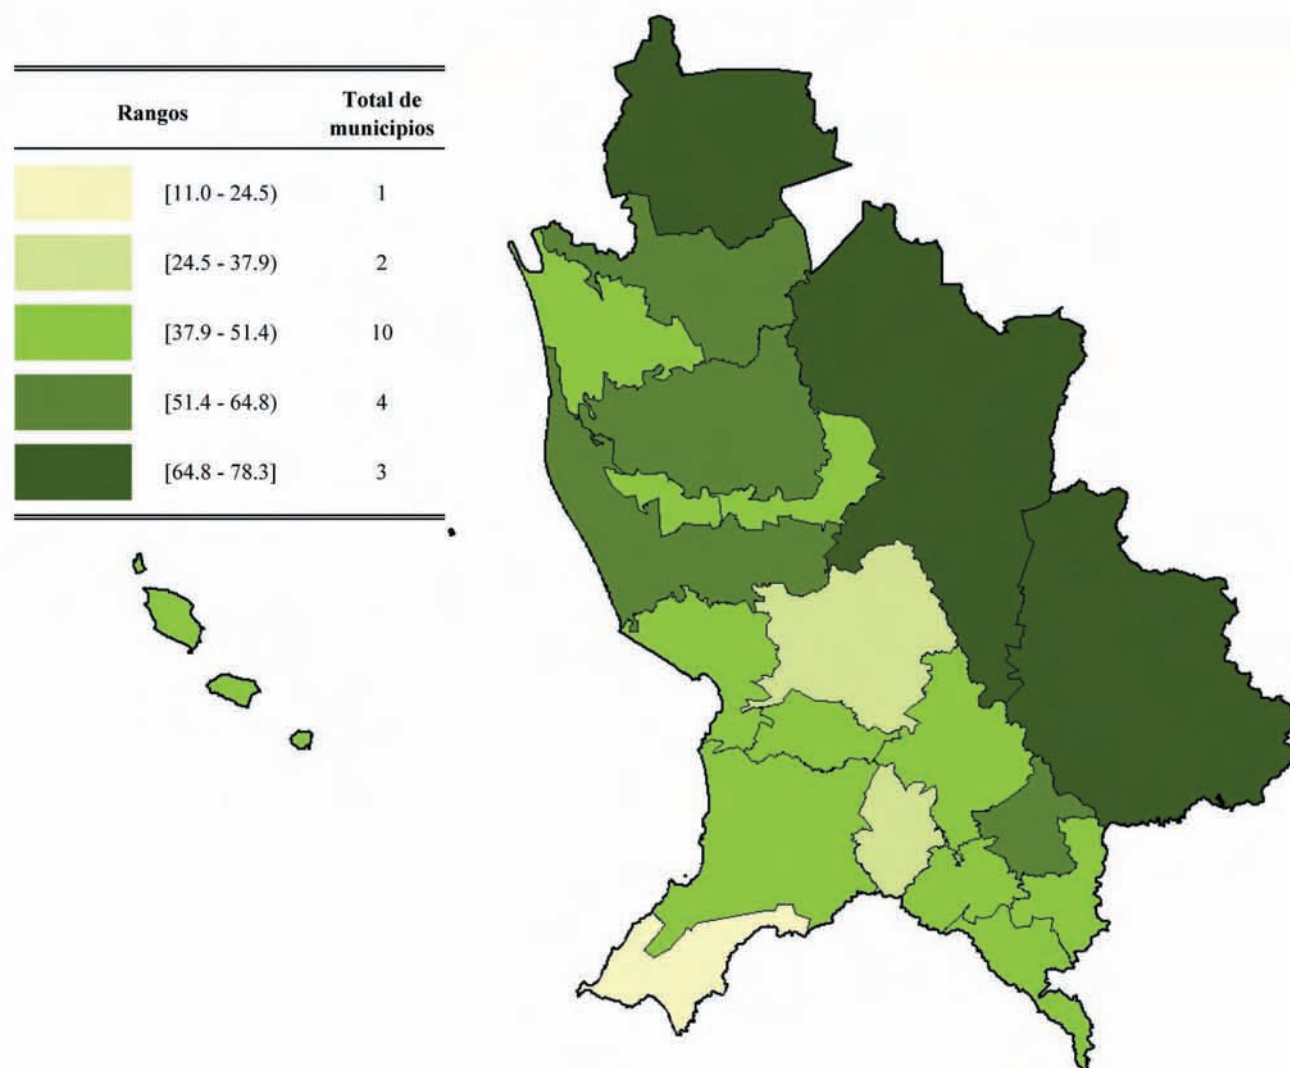 Rangos
Total de
municipios
[11.0 - 24.5) 1
[24.5 - 37.9) 2
[37.9 - 51.4) 10
[51.4 - 64.8) 4
[64.8 - 78.3] 3